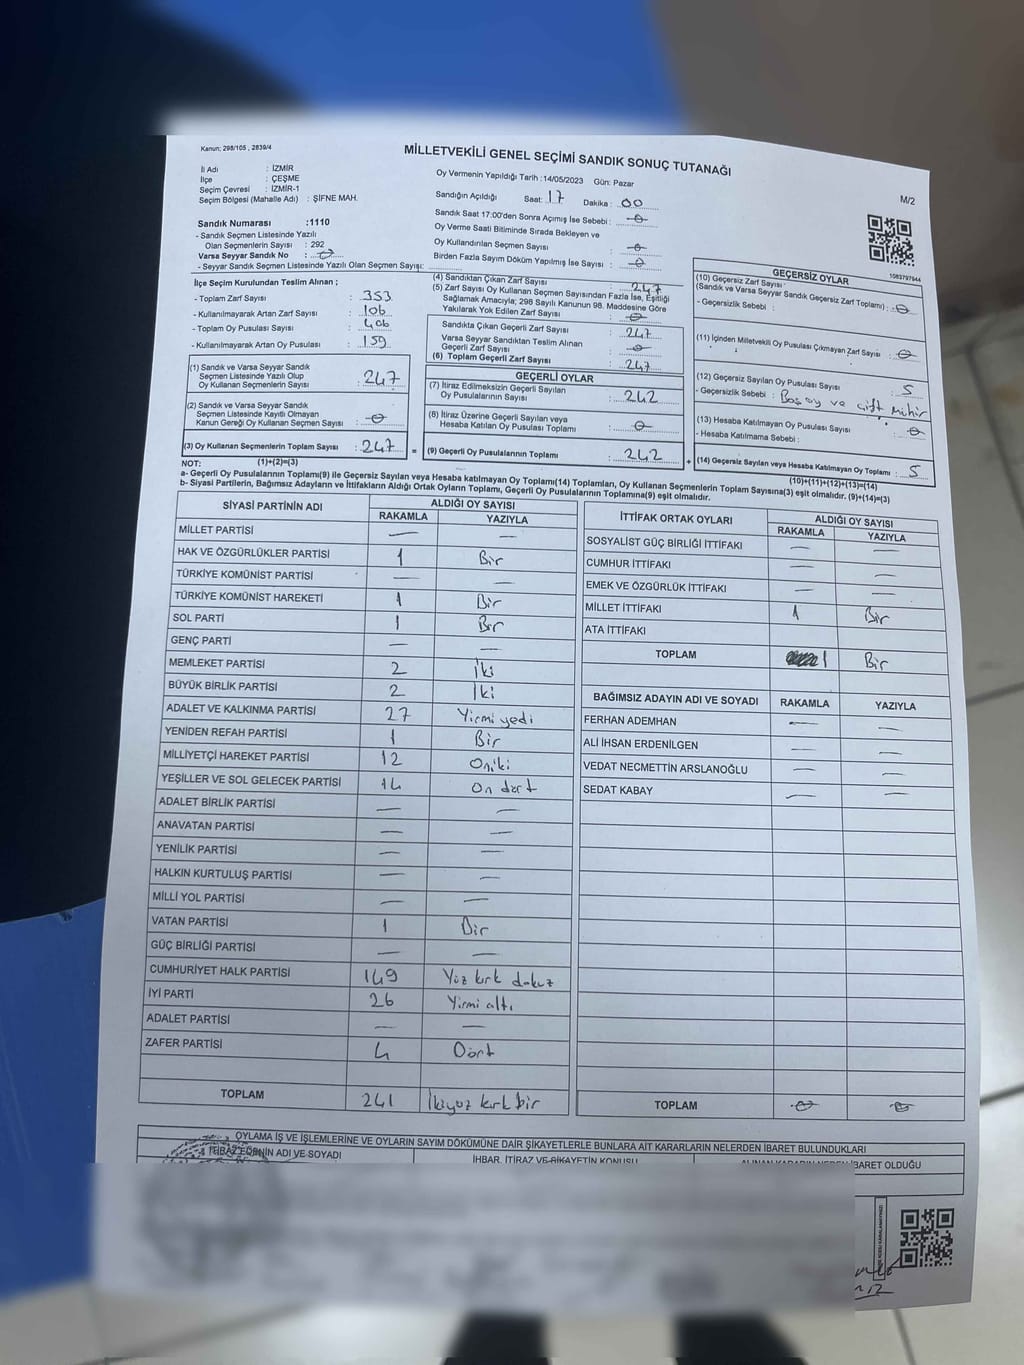 Kanun; 298/105 , 2839/4
MİLLETVEKİLİ GENEL SEÇİMİ SANDIK SONUÇ TUTANAĞI
M/2
İl Adı : İZMİR
İlçe : ÇEŞME
Seçim Çevresi : İZMİR-1
Seçim Bölgesi (Mahalle Adı) : ŞİFNE MAH.
Sandık Numarası :1110
- Sandık Seçmen Listesinde Yazılı
Olan Seçmenlerin Sayısı : 292
Varsa Seyyar Sandık No :
- Seyyar Sandık Seçmen Listesinde Yazılı Olan Seçmen Sayısı:
Oy Vermenin Yapıldığı Tarih :14/05/2023 Gün: Pazar
Sandığın Açıldığı Saat: 17 Dakika : 00
Sandık Saat 17:00'den Sonra Açımış İse Sebebi :
Oy Verme Saati Bitiminde Sırada Bekleyen ve
Oy Kullandırılan Seçmen Sayısı :
Birden Fazla Sayım Döküm Yapılmış İse Sayısı :
1083797944
İlçe Seçim Kurulundan Teslim Alınan ;
- Toplam Zarf Sayısı : 353
- Kullanılmayarak Artan Zarf Sayısı : 106
- Toplam Oy Pusulası Sayısı : 406
- Kullanılmayarak Artan Oy Pusulası : 159
(1) Sandık ve Varsa Seyyar Sandık
Seçmen Listesinde Yazılı Olup
Oy Kullanan Seçmenlerin Sayısı : 247
(2) Sandık ve Varsa Seyyar Sandık
Seçmen Listesinde Kayıtlı Olmayan
Kanun Gereği Oy Kullanan Seçmen Sayısı :
(3) Oy Kullanan Seçmenlerin Toplam Sayısı : 247 =
(1)+(2)=(3)
(4) Sandıktan Çıkan Zarf Sayısı : 247
(5) Zarf Sayısı Oy Kullanan Seçmen Sayısından Fazla İse, Eşitliği
Sağlamak Amacıyla; 298 Sayılı Kanunun 98. Maddesine Göre
Yakılarak Yok Edilen Zarf Sayısı :
Sandıkta Çıkan Geçerli Zarf Sayısı : 247
Varsa Seyyar Sandıktan Teslim Alınan
Geçerli Zarf Sayısı :
(6) Toplam Geçerli Zarf Sayısı : 247
GEÇERLİ OYLAR
(7) İtiraz Edilmeksizin Geçerli Sayılan
Oy Pusulasının Sayısı : 242
(8) İtiraz Üzerine Geçerli Sayılan veya
Hesaba Katılan Oy Pusulası Toplamı :
(9) Geçerli Oy Pusulalarının Toplamı : 242 +
GEÇERSİZ OYLAR
(10) Geçersiz Zarf Sayısı
(Sandık ve Varsa Seyyar Sandık Geçersiz Zarf Toplamı) :
- Geçersizlik Sebebi :
(11) İçinden Milletvekili Oy Pusulası Çıkmayan Zarf Sayısı :
(12) Geçersiz Sayılan Oy Pusulası Sayısı : 5
- Geçersizlik Sebebi : Boş oy ve çift mühür
(13) Hesaba Katılmayan Oy Pusulası Sayısı :
- Hesaba Katılmama Sebebi :
(14) Geçersiz Sayılan veya Hesaba Katılmayan Oy Toplamı : 5
(10)+(11)+(12)+(13)=(14)
NOT:
a- Geçerli Oy Pusulalarının Toplamı(9) ile Geçersiz Sayılan veya Hesaba katılmayan Oy Toplamı(14) Toplamları, Oy Kullanan Seçmenlerin Toplam Sayısına(3) eşit olmalıdır. (9)+(14)=(3)
b- Siyasi Partilerin, Bağımsız Adayların ve İttifakların Aldığı Ortak Oyların Toplamı, Geçerli Oy Pusulalarının Toplamına(9) eşit olmalıdır.
SİYASİ PARTİNİN ADI ALDIĞI OY SAYISI
RAKAMLA YAZIYLA
MİLLET PARTİSİ — —
HAK VE ÖZGÜRLÜKLER PARTİSİ 1 Bir
TÜRKİYE KOMÜNİST PARTİSİ — —
TÜRKİYE KOMÜNİST HAREKETİ 1 Bir
SOL PARTİ 1 Bir
GENÇ PARTİ — —
MEMLEKET PARTİSİ 2 İki
BÜYÜK BİRLİK PARTİSİ 2 İki
ADALET VE KALKINMA PARTİSİ 27 Yirmi yedi
YENİDEN REFAH PARTİSİ 1 Bir
MİLLİYETÇİ HAREKET PARTİSİ 12 Oniki
YEŞİLLER VE SOL GELECEK PARTİSİ 14 On dört
ADALET BİRLİK PARTİSİ — —
ANAVATAN PARTİSİ — —
YENİLİK PARTİSİ — —
HALKIN KURTULUŞ PARTİSİ — —
MİLLİ YOL PARTİSİ — —
VATAN PARTİSİ 1 Bir
GÜÇ BİRLİĞİ PARTİSİ — —
CUMHURİYET HALK PARTİSİ 149 Yüz kırk dokuz
İYİ PARTİ 26 Yirmi altı
ADALET PARTİSİ — —
ZAFER PARTİSİ 4 Dört
TOPLAM 241 İkiyüz kırk bir
İTTİFAK ORTAK OYLARI ALDIĞI OY SAYISI
RAKAMLA YAZIYLA
SOSYALİST GÜÇ BİRLİĞİ İTTİFAKI — —
CUMHUR İTTİFAKI — —
EMEK VE ÖZGÜRLÜK İTTİFAKI — —
MİLLET İTTİFAKI 1 Bir
ATA İTTİFAKI
TOPLAM 1 Bir
BAĞIMSIZ ADAYIN ADI VE SOYADI RAKAMLA YAZIYLA
FERHAN ADEMHAN — —
ALİ İHSAN ERDENİLGEN — —
VEDAT NECMETTİN ARSLANOĞLU — —
SEDAT KABAY — —
TOPLAM
OYLAMA İŞ VE İŞLEMLERİNE VE OYLARIN SAYIM DÖKÜMÜNE DAİR ŞİKAYETLERLE BUNLARA AİT KARARLARIN NELERDEN İBARET BULUNDUKLARI
İTİRAZ EDENİN ADI VE SOYADI
İHBAR, İTİRAZ VE ŞİKAYETİN KONUSU
ALINAN KARARIN NEDEN İBARET OLDUĞU